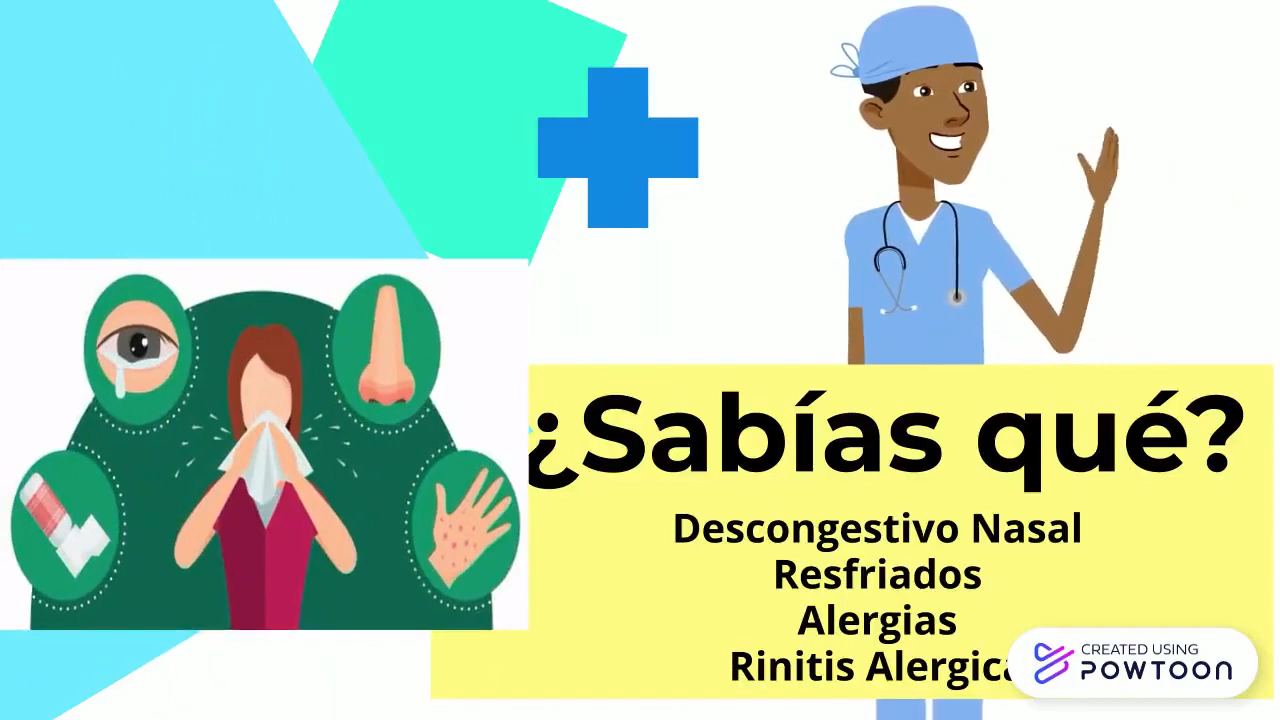 ¿Sabías qué?
Descongestivo Nasal
Resfriados
Alergias
Rinitis Alergica
CREATED USING
POWTOON